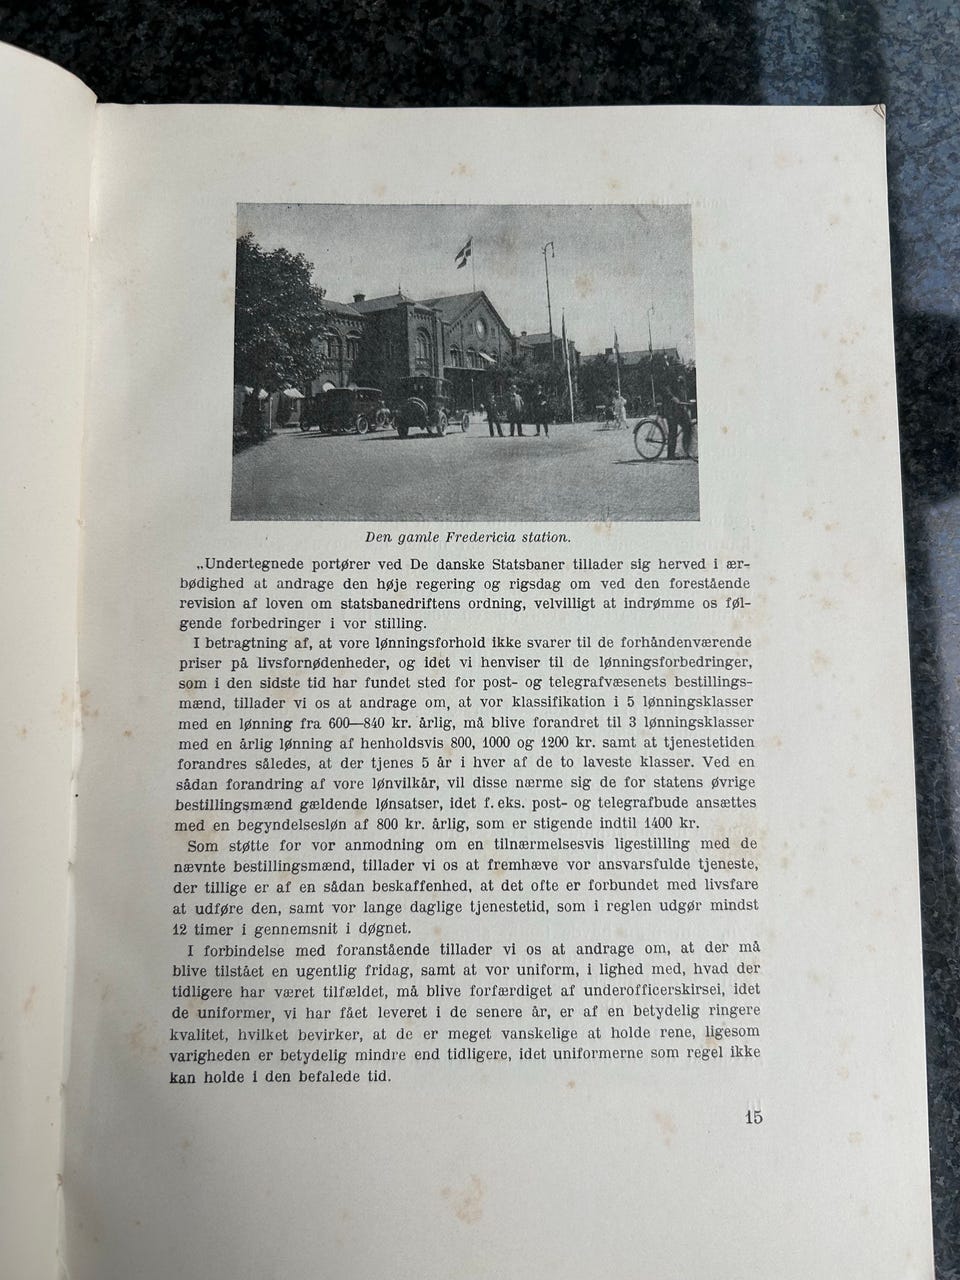 Den gamle Fredericia station.
„Undertegnede portører ved De danske Statsbaner tillader sig herved i ær-
bødighed at andrage den høje regering og rigsdag om ved den forestående
revision af loven om statsbanedriftens ordning, velvilligt at indrømme os føl-
gende forbedringer i vor stilling.
I betragtning af, at vore lønningsforhold ikke svarer til de forhåndenværende
priser på livsfornødenheder, og idet vi henviser til de lønningsforbedringer,
som i den sidste tid har fundet sted for post- og telegrafvæsenets bestillings-
mænd, tillader vi os at andrage om, at vor klassifikation i 5 lønningsklasser
med en lønning fra 600—840 kr. årlig, må blive forandret til 3 lønningsklasser
med en årlig lønning af henholdsvis 800, 1000 og 1200 kr. samt at tjenestetiden
forandres således, at der tjenes 5 år i hver af de to laveste klasser. Ved en
sådan forandring af vore lønvilkår, vil disse nærme sig de for statens øvrige
bestillingsmænd gældende lønsatser, idet f. eks. post- og telegrafbude ansættes
med en begyndelsesløn af 800 kr. årlig, som er stigende indtil 1400 kr.
Som støtte for vor anmodning om en tilnærmelsesvis ligestilling med de
nævnte bestillingsmænd, tillader vi os at fremhæve vor ansvarsfulde tjeneste,
der tillige er af en sådan beskaffenhed, at det ofte er forbundet med livsfare
at udføre den, samt vor lange daglige tjenestetid, som i reglen udgør mindst
12 timer i gennemsnit i døgnet.
I forbindelse med foranstående tillader vi os at andrage om, at der må
blive tilstået en ugentlig fridag, samt at vor uniform, i lighed med, hvad der
tidligere har været tilfældet, må blive forfærdiget af underofficerskirsei, idet
de uniformer, vi har fået leveret i de senere år, er af en betydelig ringere
kvalitet, hvilket bevirker, at de er meget vanskelige at holde rene, ligesom
varigheden er betydelig mindre end tidligere, idet uniformerne som regel ikke
kan holde i den befalede tid.
15